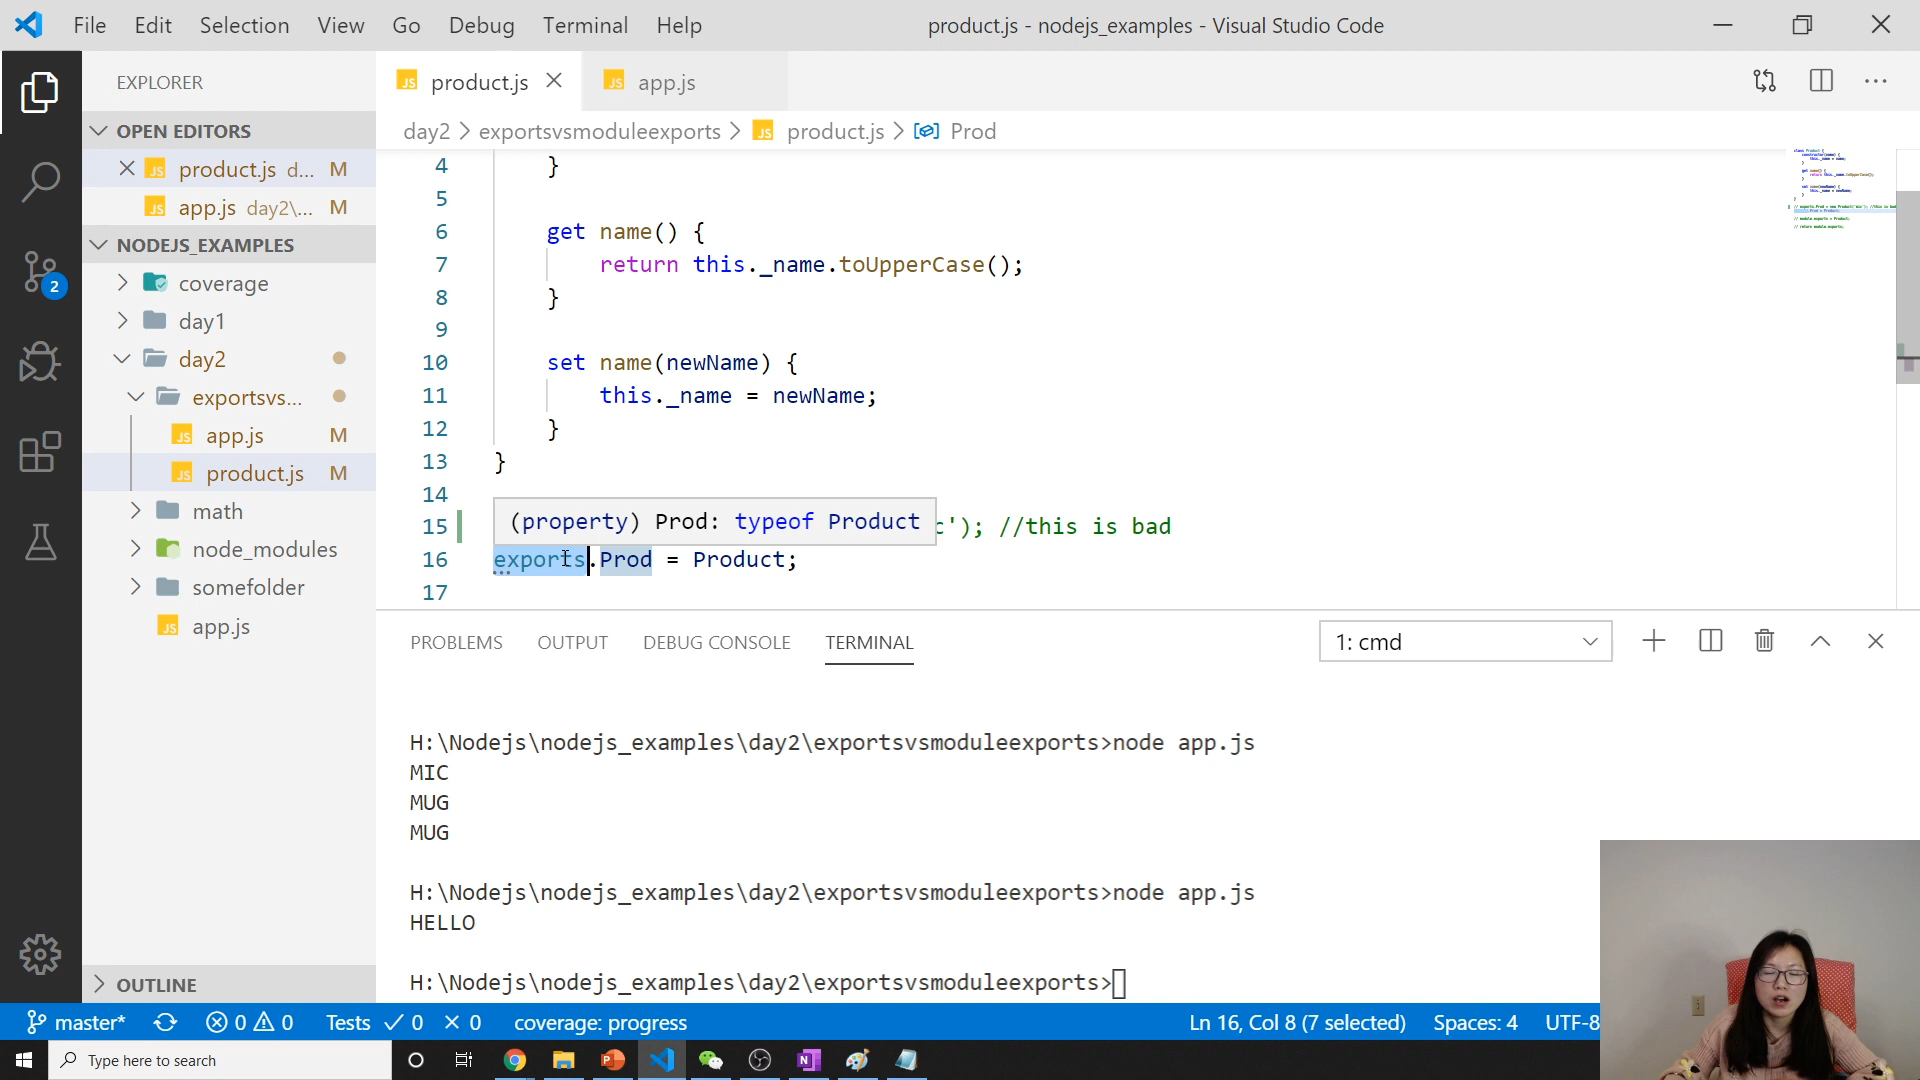 File Edit Selection View Go Debug Terminal Help
product.js - nodejs_examples - Visual Studio Code
EXPLORER
OPEN EDITORS
product.js d... M
app.js day2\... M
NODEJS_EXAMPLES
coverage
day1
day2
exportsvs...
app.js M
product.js M
math
node_modules
somefolder
app.js
OUTLINE
product.js
app.js
day2 > exportsvsmoduleexports > product.js > Prod
4 }
5
6 get name() {
7 return this._name.toUpperCase();
8 }
9
10 set name(newName) {
11 this._name = newName;
12 }
13 }
14
(property) Prod: typeof Product
15 c'); //this is bad
16 exports.Prod = Product;
17
PROBLEMS OUTPUT DEBUG CONSOLE TERMINAL
1: cmd
H:\Nodejs\nodejs_examples\day2\exportsvsmoduleexports>node app.js
MIC
MUG
MUG
H:\Nodejs\nodejs_examples\day2\exportsvsmoduleexports>node app.js
HELLO
H:\Nodejs\nodejs_examples\day2\exportsvsmoduleexports>
2
master* 0 0 Tests 0 0 coverage: progress
Ln 16, Col 8 (7 selected) Spaces: 4 UTF-8
Type here to search